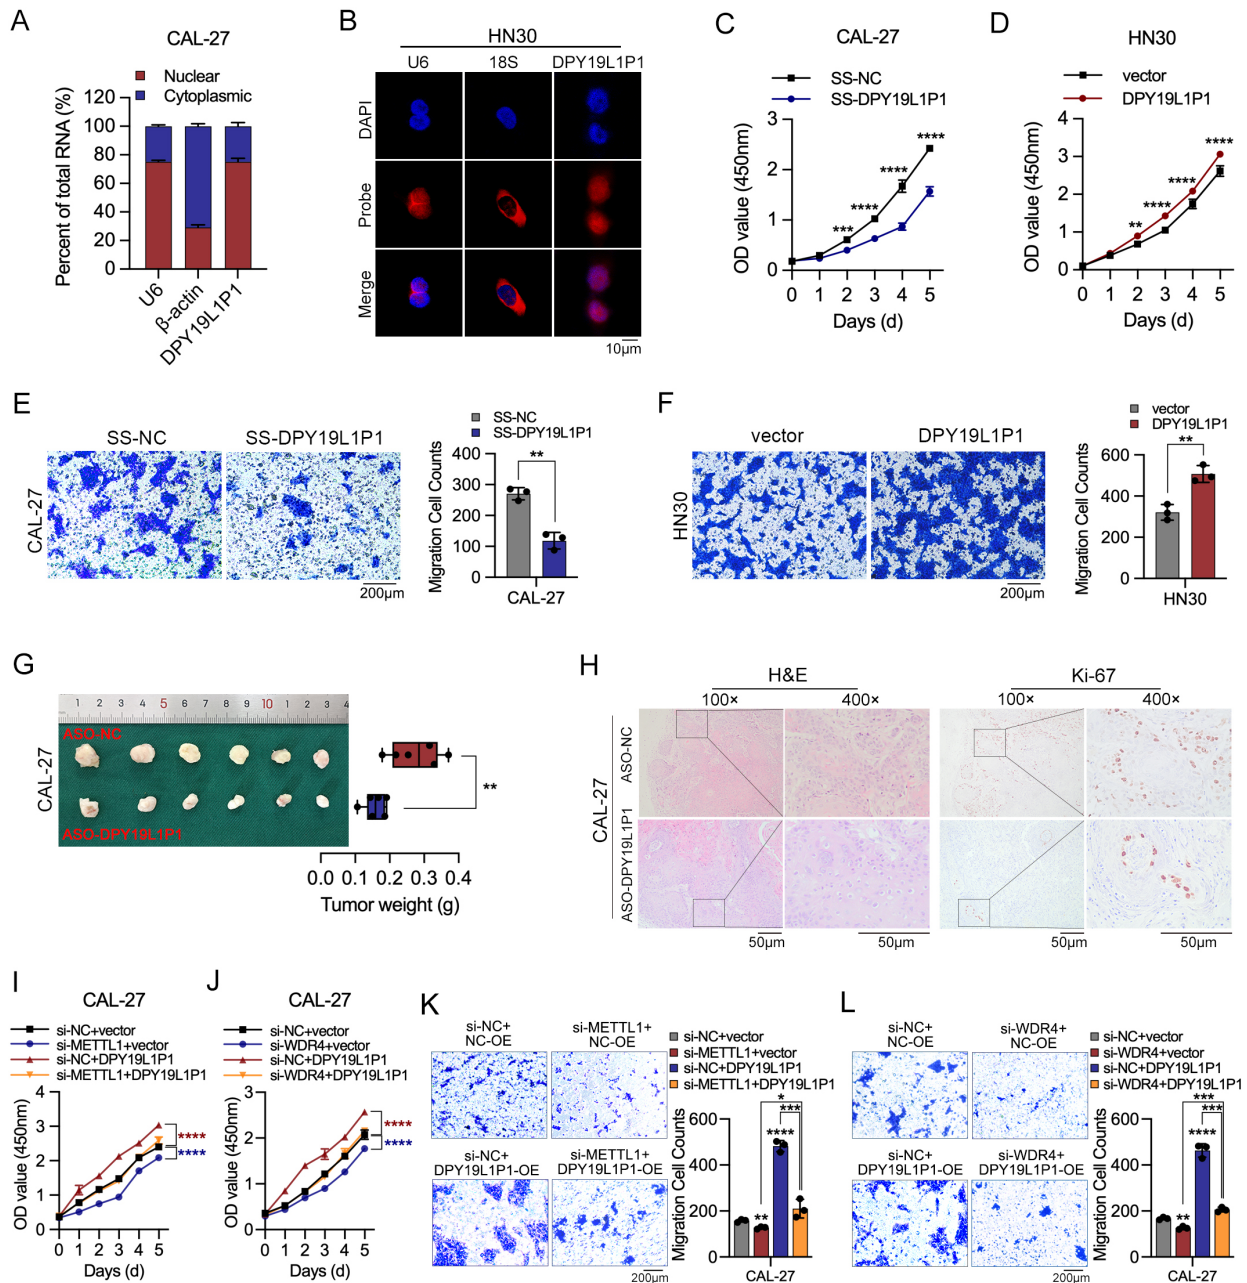 A
CAL-27
Nuclear
Cytoplasmic
Percent of total RNA (%)
120
100
80
60
40
20
0
U6
β-actin
DPY19L1P1
B
HN30
U6 18S DPY19L1P1
DAPI
Probe
Merge
10μm
C
CAL-27
SS-NC
SS-DPY19L1P1
OD value (450nm)
3
2
1
0
*** **** **** ****
0 1 2 3 4 5
Days (d)
D
HN30
vector
DPY19L1P1
OD value (450nm)
4
3
2
1
0
** **** **** ****
0 1 2 3 4 5
Days (d)
E
SS-NC SS-DPY19L1P1
CAL-27
200μm
SS-NC
SS-DPY19L1P1
Migration Cell Counts
400
300
200
100
0
**
CAL-27
F
vector DPY19L1P1
HN30
200μm
vector
DPY19L1P1
Migration Cell Counts
600
400
200
0
**
HN30
G
CAL-27
1 2 3 4 5 6 7 8 9 10 1 2 3 4
ASO-NC
ASO-DPY19L1P1
**
0.0 0.1 0.2 0.3 0.4
Tumor weight (g)
H
H&E Ki-67
100× 400× 100× 400×
CAL-27
ASO-NC
ASO-DPY19L1P1
50μm 50μm 50μm 50μm
I
CAL-27
si-NC+vector
si-METTL1+vector
si-NC+DPY19L1P1
si-METTL1+DPY19L1P1
OD value (450nm)
4
3
2
1
0
****
****
0 1 2 3 4 5
Days (d)
J
CAL-27
si-NC+vector
si-WDR4+vector
si-NC+DPY19L1P1
si-WDR4+DPY19L1P1
OD value (450nm)
3
2
1
0
****
****
0 1 2 3 4 5
Days (d)
K
si-NC+
NC-OE
si-METTL1+
NC-OE
si-NC+
DPY19L1P1-OE
si-METTL1+
DPY19L1P1-OE
200μm
si-NC+vector
si-METTL1+vector
si-NC+DPY19L1P1
si-METTL1+DPY19L1P1
Migration Cell Counts
600
400
200
0
*
***
****
**
CAL-27
L
si-NC+
NC-OE
si-WDR4+
NC-OE
si-NC+
DPY19L1P1-OE
si-WDR4+
DPY19L1P1-OE
200μm
si-NC+vector
si-WDR4+vector
si-NC+DPY19L1P1
si-WDR4+DPY19L1P1
Migration Cell Counts
600
400
200
0
***
***
****
**
CAL-27